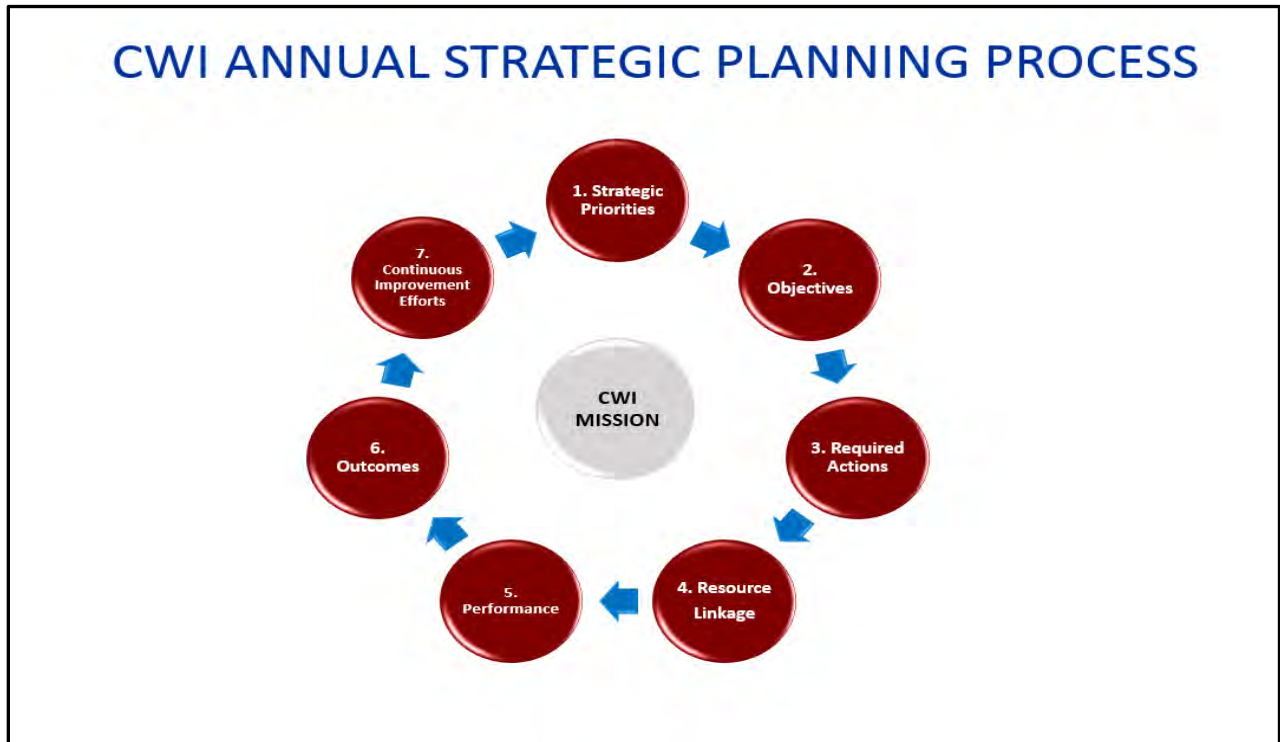 CWI ANNUAL STRATEGIC PLANNING PROCESS
1. Strategic
Priorities
2.
Objectives
3. Required
Actions
4. Resource
Linkage
5.
Performance
6.
Outcomes
7.
Continuous
Improvement
Efforts
CWI
MISSION